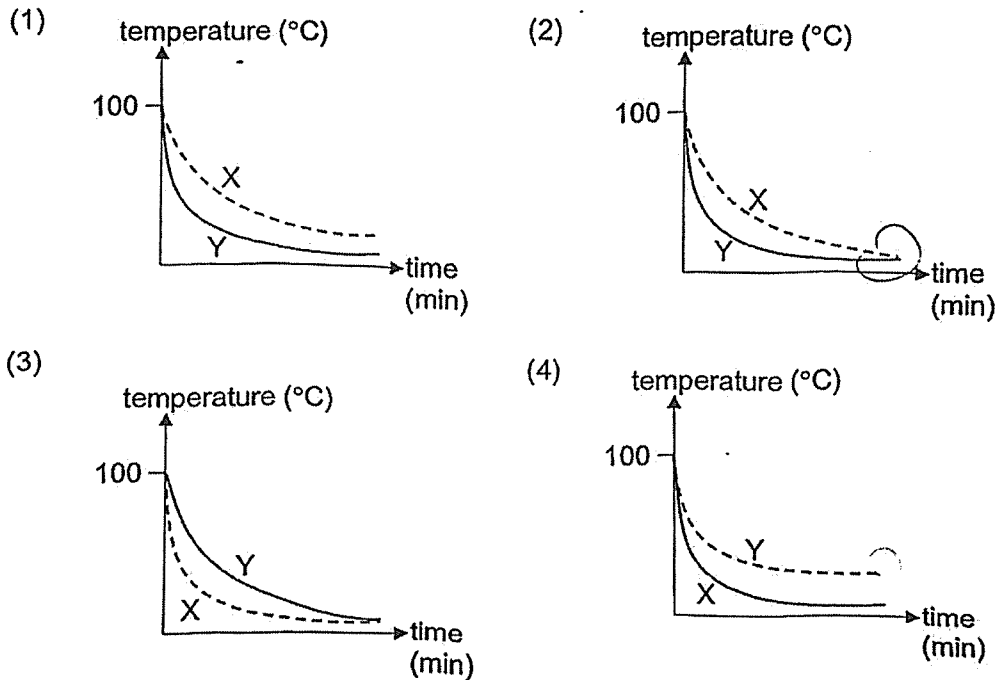 (1)
temperature (°C)
100
X
Y
time
(min)
(2)
temperature (°C)
100
X
Y
time
(min)
(3)
temperature (°C)
100
Y
X
time
(min)
(4)
temperature (°C)
100
Y
X
time
(min)